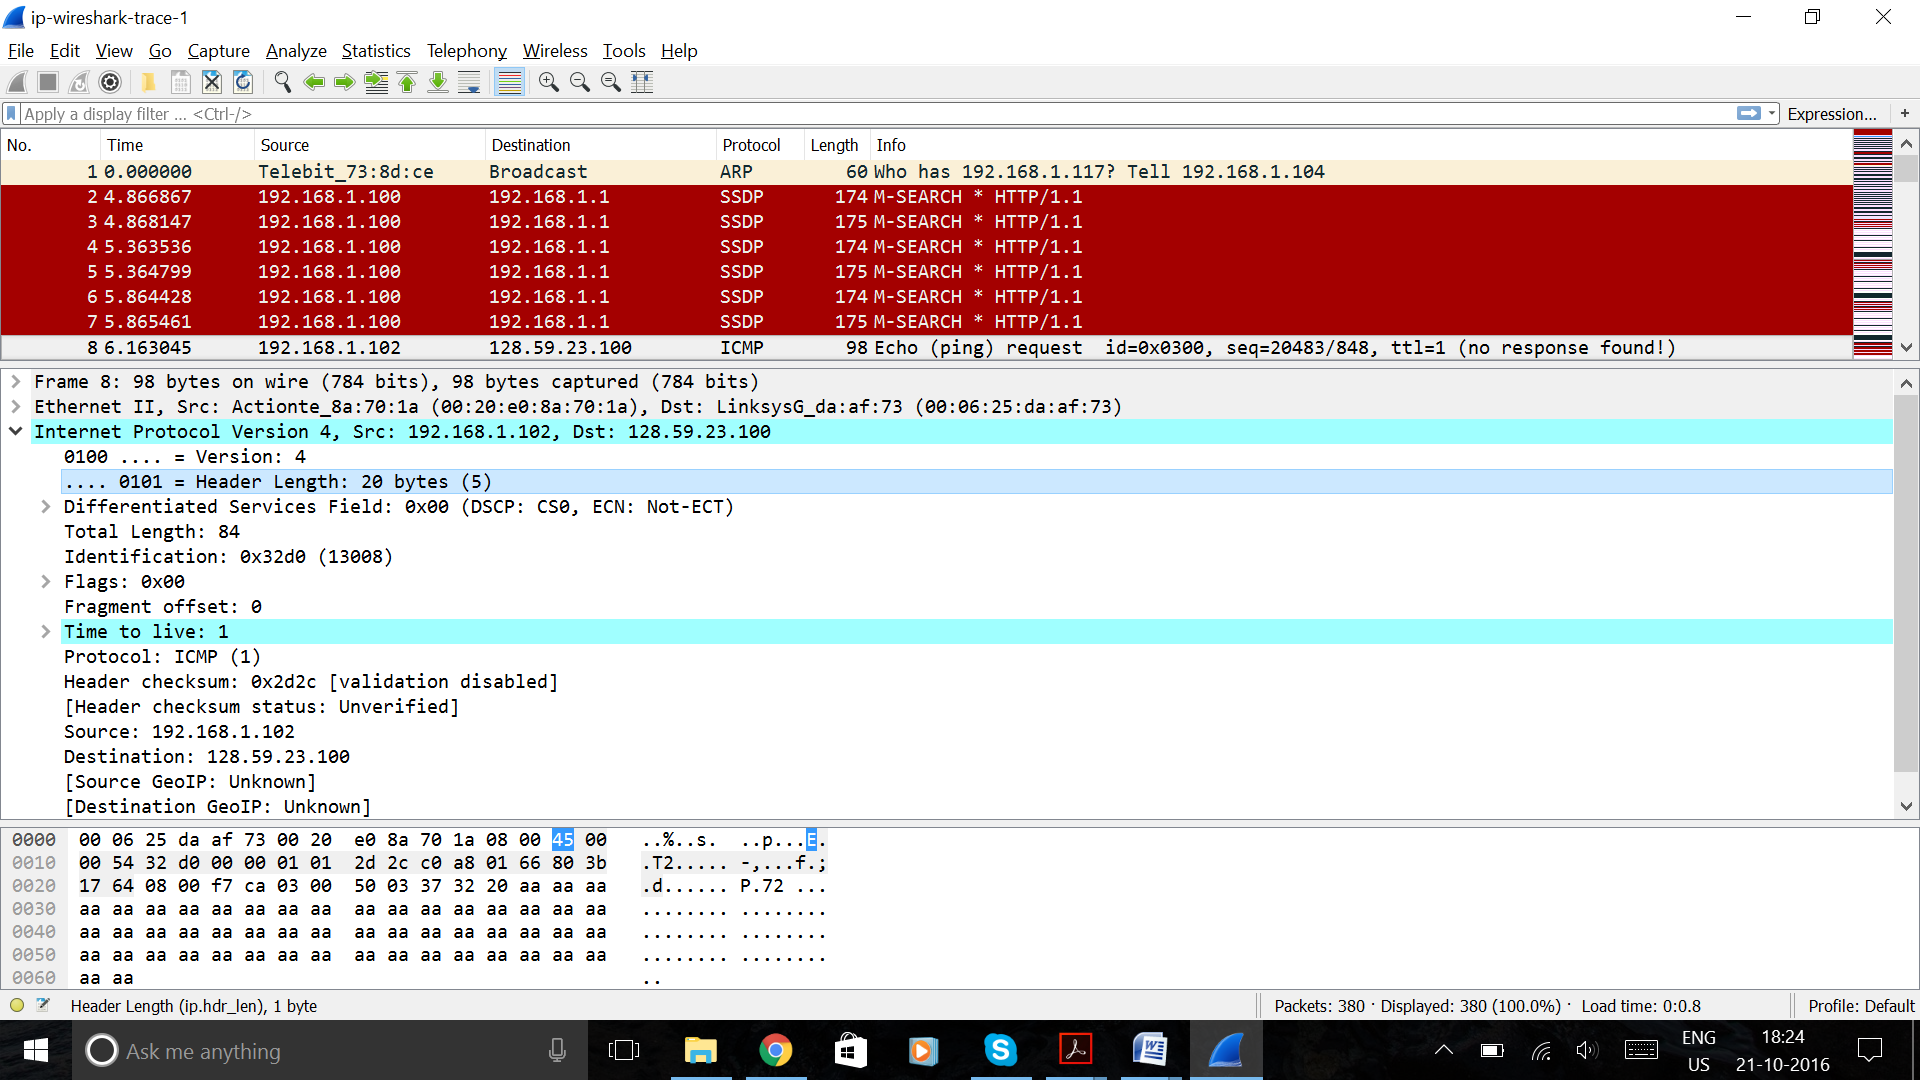 ip-wireshark-trace-1
File Edit View Go Capture Analyze Statistics Telephony Wireless Tools Help
Apply a display filter ... <Ctrl-/> Expression... +
No. Time Source Destination Protocol Length Info
1 0.000000 Telebit_73:8d:ce Broadcast ARP 60 Who has 192.168.1.117? Tell 192.168.1.104
2 4.866867 192.168.1.100 192.168.1.1 SSDP 174 M-SEARCH * HTTP/1.1
3 4.868147 192.168.1.100 192.168.1.1 SSDP 175 M-SEARCH * HTTP/1.1
4 5.363536 192.168.1.100 192.168.1.1 SSDP 174 M-SEARCH * HTTP/1.1
5 5.364799 192.168.1.100 192.168.1.1 SSDP 175 M-SEARCH * HTTP/1.1
6 5.864428 192.168.1.100 192.168.1.1 SSDP 174 M-SEARCH * HTTP/1.1
7 5.865461 192.168.1.100 192.168.1.1 SSDP 175 M-SEARCH * HTTP/1.1
8 6.163045 192.168.1.102 128.59.23.100 ICMP 98 Echo (ping) request id=0x0300, seq=20483/848, ttl=1 (no response found!)
Frame 8: 98 bytes on wire (784 bits), 98 bytes captured (784 bits)
Ethernet II, Src: Actionte_8a:70:1a (00:20:e0:8a:70:1a), Dst: LinksysG_da:af:73 (00:06:25:da:af:73)
Internet Protocol Version 4, Src: 192.168.1.102, Dst: 128.59.23.100
0100 .... = Version: 4
.... 0101 = Header Length: 20 bytes (5)
Differentiated Services Field: 0x00 (DSCP: CS0, ECN: Not-ECT)
Total Length: 84
Identification: 0x32d0 (13008)
Flags: 0x00
Fragment offset: 0
Time to live: 1
Protocol: ICMP (1)
Header checksum: 0x2d2c [validation disabled]
[Header checksum status: Unverified]
Source: 192.168.1.102
Destination: 128.59.23.100
[Source GeoIP: Unknown]
[Destination GeoIP: Unknown]
0000 00 06 25 da af 73 00 20 e0 8a 70 1a 08 00 45 00 ..%..s. ..p...E.
0010 00 54 32 d0 00 00 01 01 2d 2c c0 a8 01 66 80 3b .T2..... -,...f.;
0020 17 64 08 00 f7 ca 03 00 50 03 37 32 20 aa aa aa .d...... P.72 ...
0030 aa aa aa aa aa aa aa aa aa aa aa aa aa aa aa aa ........ ........
0040 aa aa aa aa aa aa aa aa aa aa aa aa aa aa aa aa ........ ........
0050 aa aa aa aa aa aa aa aa aa aa aa aa aa aa aa aa ........ ........
0060 aa aa ..
Header Length (ip.hdr_len), 1 byte Packets: 380 · Displayed: 380 (100.0%) · Load time: 0:0.8 Profile: Default
Ask me anything ENG 18:24
US 21-10-2016